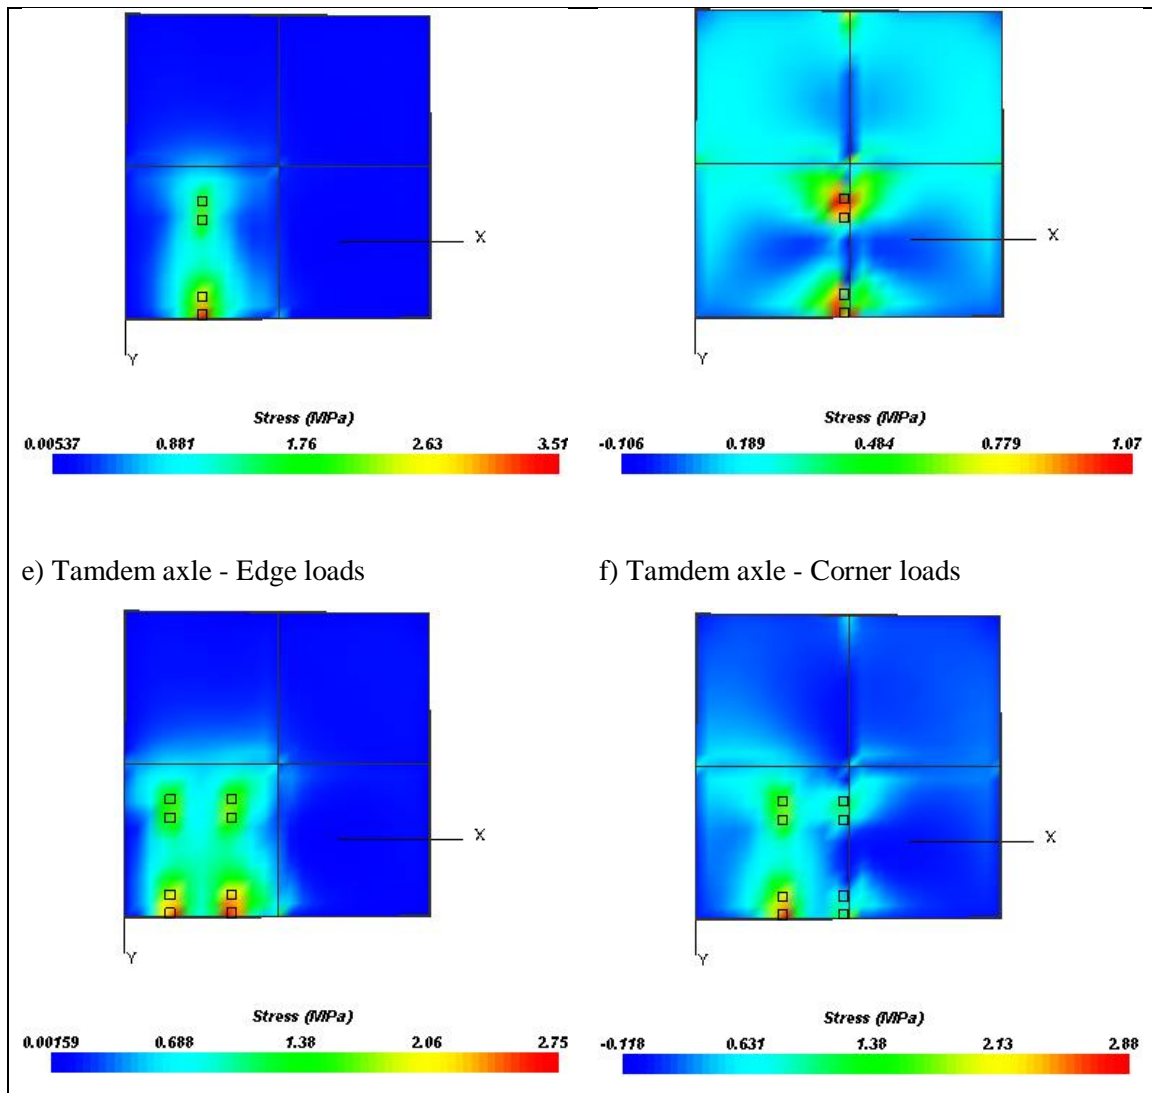 X
X
Y
Y
Stress (MPa)
Stress (MPa)
0.00537 0.881 1.76 2.63 3.51
-0.106 0.189 0.484 0.779 1.07
e) Tamdem axle - Edge loads
f) Tamdem axle - Corner loads
X
X
Y
Y
Stress (MPa)
Stress (MPa)
0.00159 0.688 1.38 2.06 2.75
-0.118 0.631 1.38 2.13 2.88